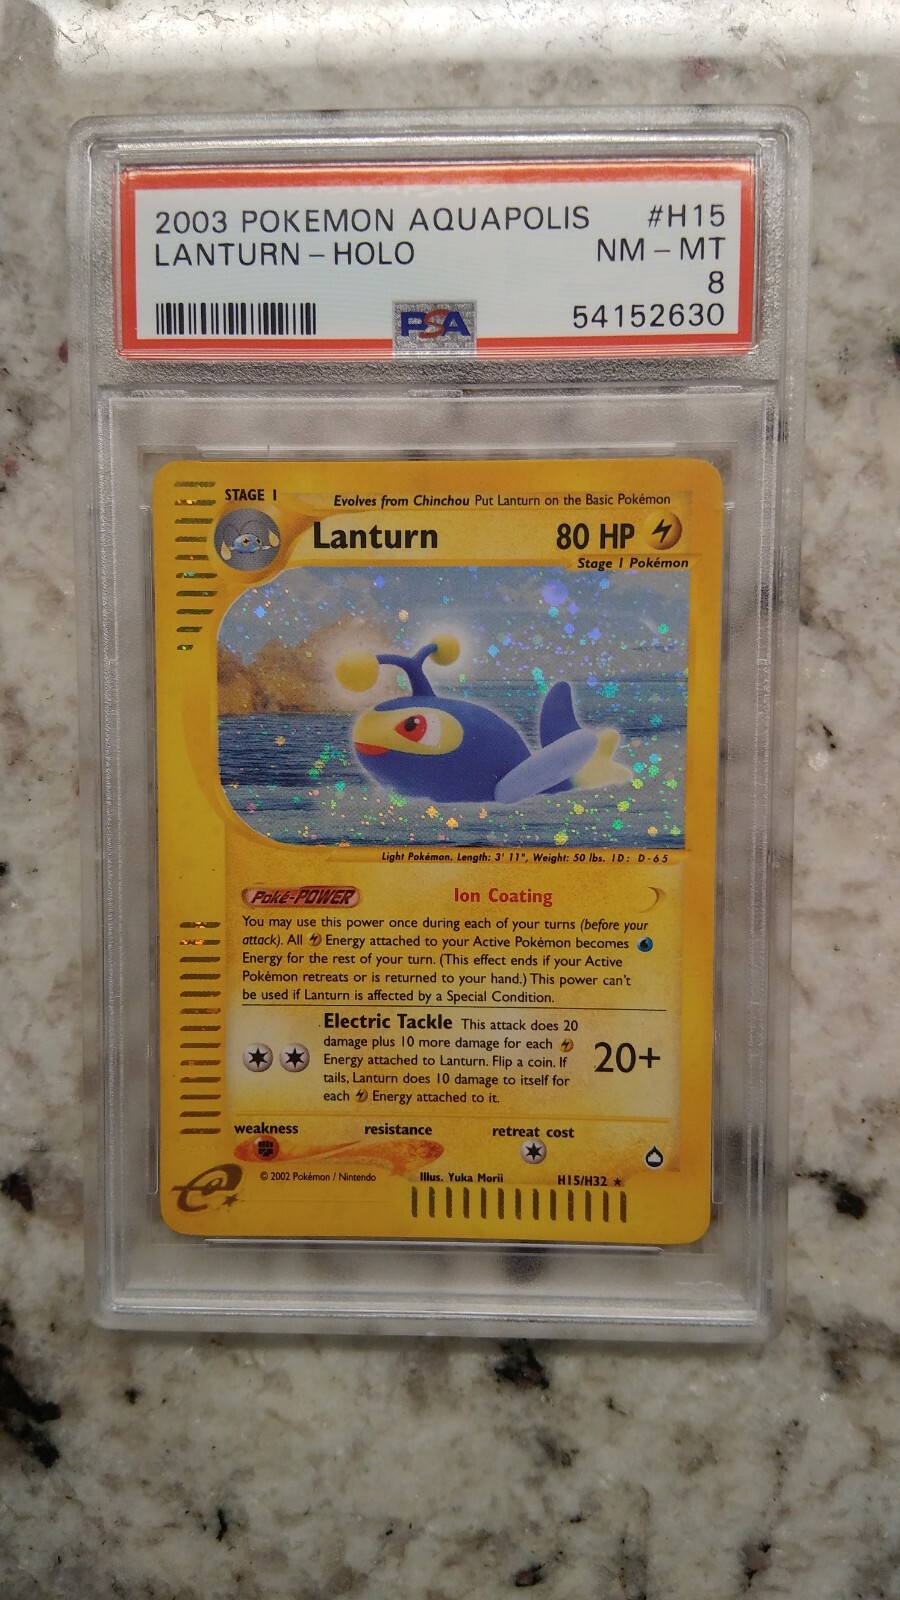 2003 POKEMON AQUAPOLIS #H15
LANTURN - HOLO NM - MT
8
PSA 54152630
STAGE 1
Evolves from Chinchou Put Lanturn on the Basic Pokémon
Lanturn 80 HP
Stage 1 Pokémon
Light Pokémon. Length: 3' 11", Weight: 50 lbs. ID: D-65
Poké-POWER Ion Coating
You may use this power once during each of your turns (before your
attack). All Energy attached to your Active Pokémon becomes
Energy for the rest of your turn. (This effect ends if your Active
Pokémon retreats or is returned to your hand.) This power can't
be used if Lanturn is affected by a Special Condition.
Electric Tackle This attack does 20
damage plus 10 more damage for each
Energy attached to Lanturn. Flip a coin. If
tails, Lanturn does 10 damage to itself for
each Energy attached to it.
20+
weakness resistance retreat cost
© 2002 Pokémon / Nintendo Illus. Yuka Morii H15/H32 ★
e